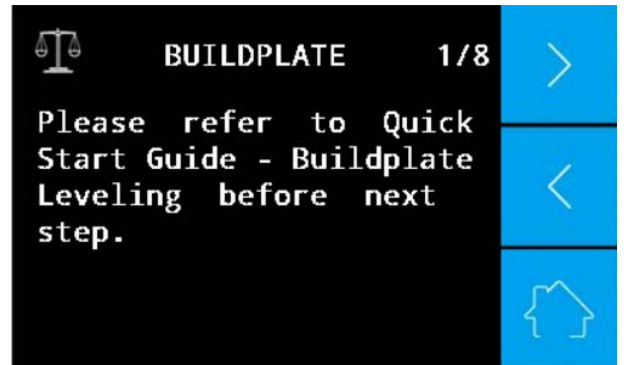 BUILDPLATE 1/8
Please refer to Quick
Start Guide - Buildplate
Leveling before next
step.